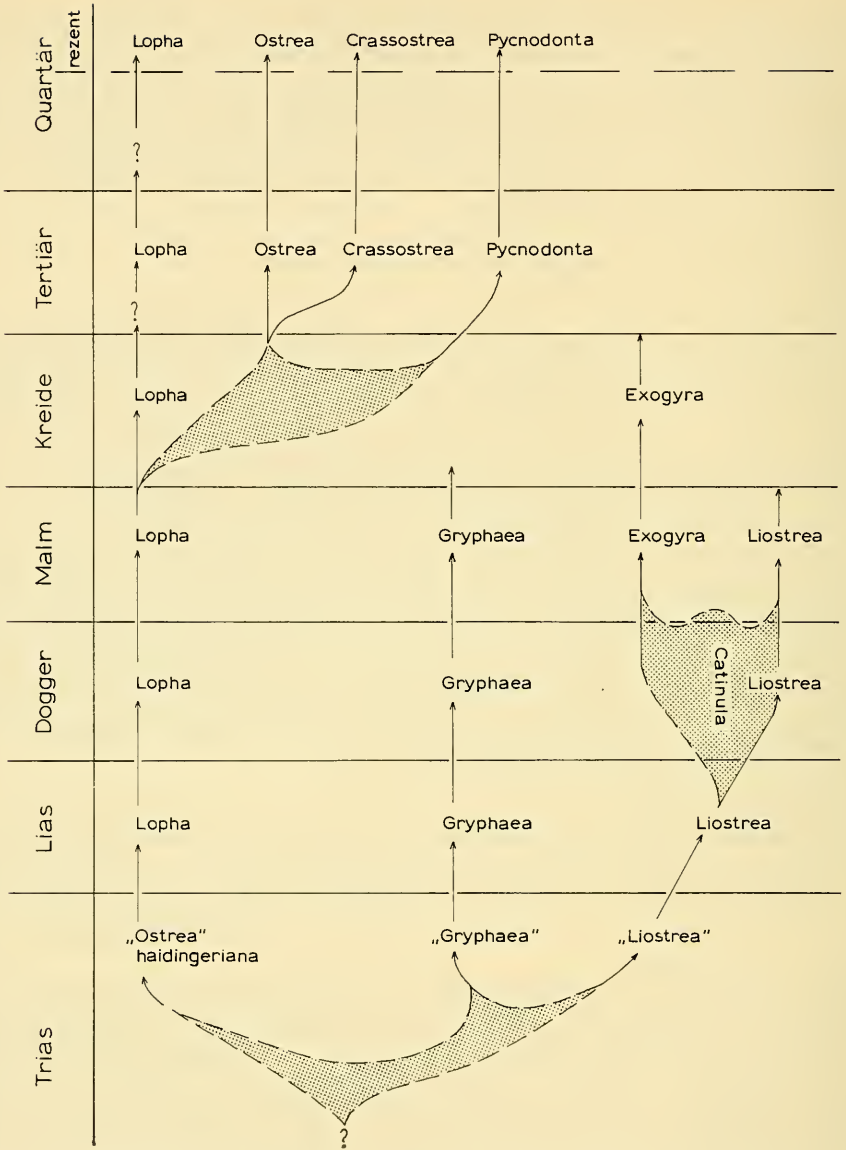 Quartär
rezent
Lopha Ostrea Crassostrea Pycnodonta
?
Tertiär
Lopha Ostrea Crassostrea Pycnodonta
?
Kreide
Lopha Exogyra
Malm
Lopha Gryphaea Exogyra Liostrea
Dogger
Lopha Gryphaea Catinula Liostrea
Lias
Lopha Gryphaea Liostrea
Trias
„Ostrea" „Gryphaea" „Liostrea"
haidingeriana
?